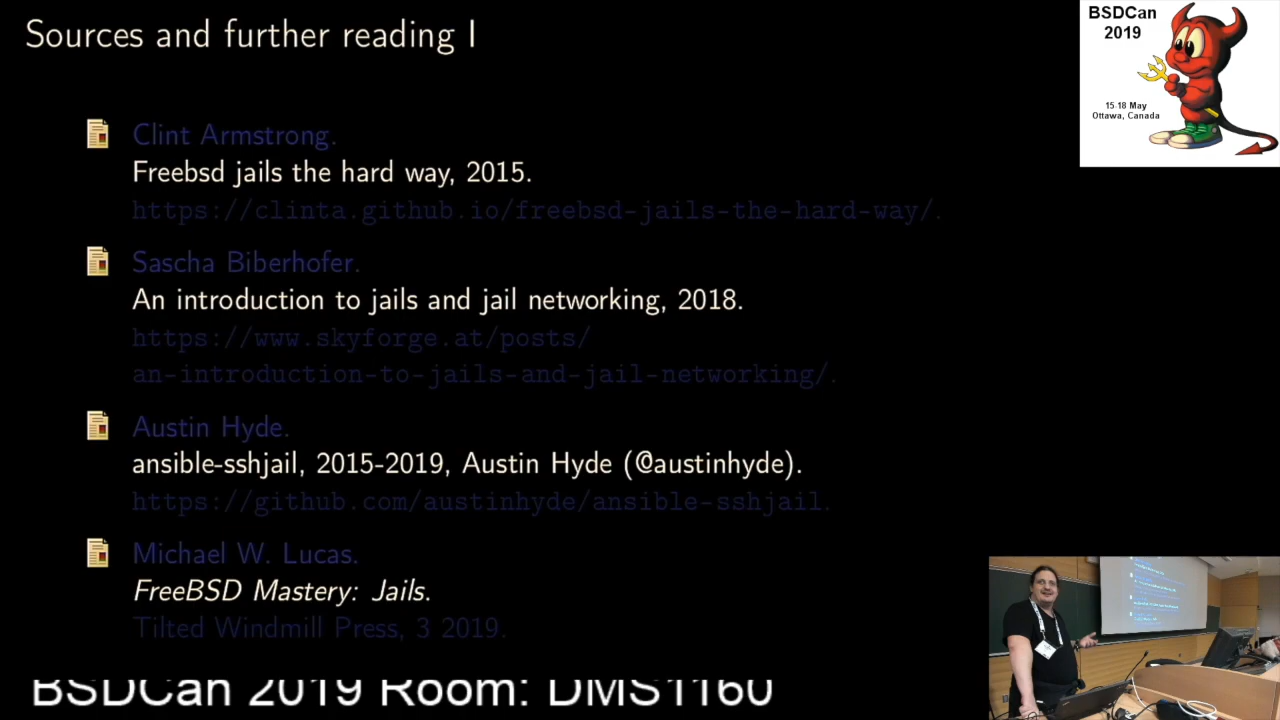 Sources and further reading I
BSDCan
2019
15-18 May
Ottawa, Canada
Clint Armstrong.
Freebsd jails the hard way, 2015.
https://clinta.github.io/freebsd-jails-the-hard-way/.
Sascha Biberhofer.
An introduction to jails and jail networking, 2018.
https://www.skyforge.at/posts/
an-introduction-to-jails-and-jail-networking/.
Austin Hyde.
ansible-sshjail, 2015-2019, Austin Hyde (@austinhyde).
https://github.com/austinhyde/ansible-sshjail.
Michael W. Lucas.
FreeBSD Mastery: Jails.
Tilted Windmill Press, 3 2019.
BSDCan 2019 Room: DMS1160